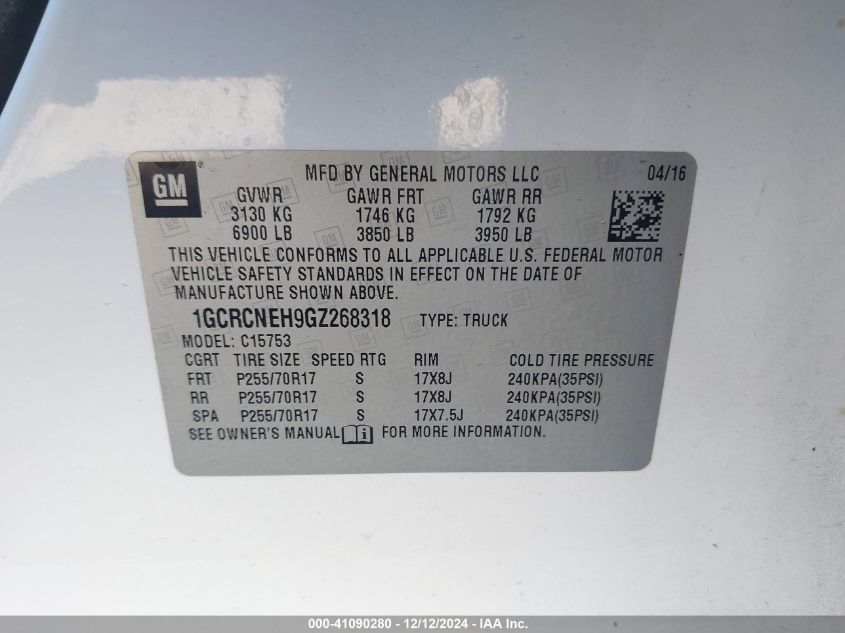 GM ® MFD BY GENERAL MOTORS LLC 04/16
GVWR GAWR FRT GAWR RR
3130 KG 1746 KG 1792 KG
6900 LB 3850 LB 3950 LB
THIS VEHICLE CONFORMS TO ALL APPLICABLE U.S. FEDERAL MOTOR
VEHICLE SAFETY STANDARDS IN EFFECT ON THE DATE OF
MANUFACTURE SHOWN ABOVE.
1GCRCNEH9GZ268318 TYPE: TRUCK
MODEL: C15753
CGRT TIRE SIZE SPEED RTG RIM COLD TIRE PRESSURE
FRT P255/70R17 S 17X8J 240KPA(35PSI)
RR P255/70R17 S 17X8J 240KPA(35PSI)
SPA P255/70R17 S 17X7.5J 240KPA(35PSI)
SEE OWNER'S MANUAL i FOR MORE INFORMATION.
000-41090280 - 12/12/2024 - IAA Inc.